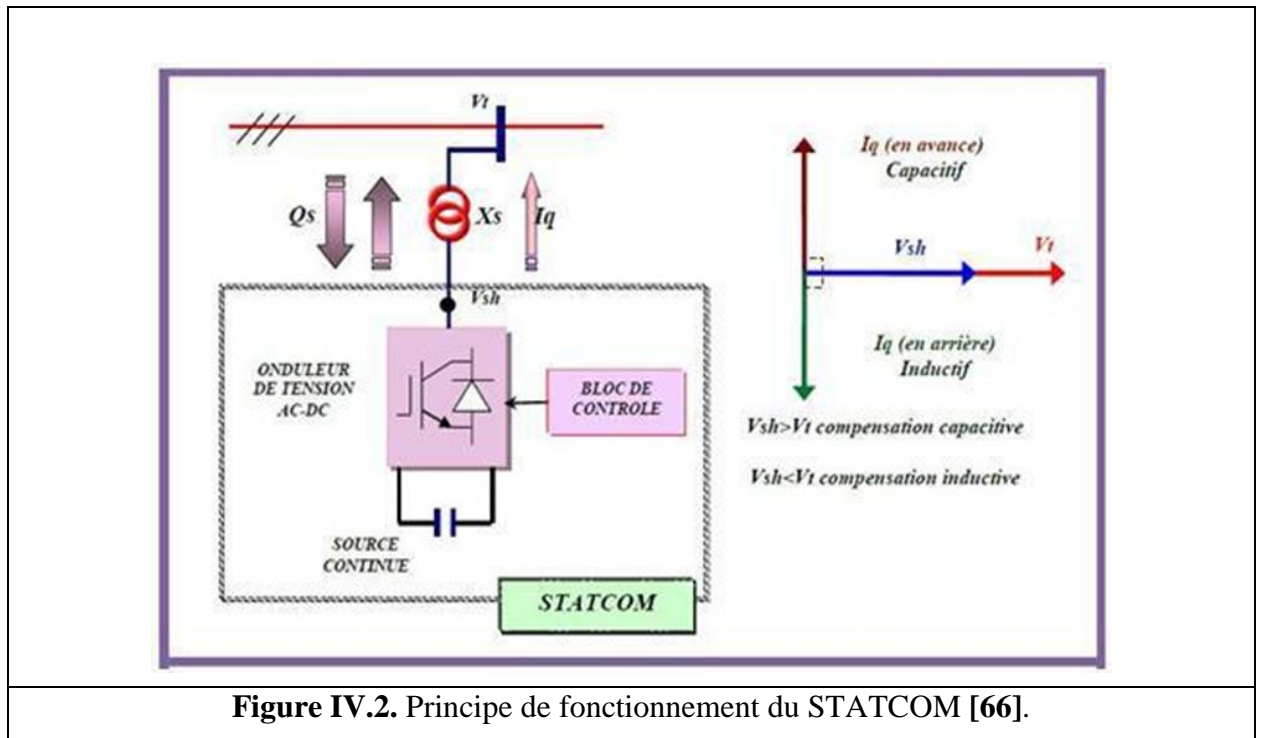 Vt
Qs
Xs
Iq
Vsh
ONDULEUR
DE TENSION
AC-DC
BLOC DE
CONTROLE
SOURCE
CONTINUE
STATCOM
Iq (en avance)
Capacitif
Vsh
Vt
Iq (en arrière)
Inductif
Vsh>Vt compensation capacitive
Vsh<Vt compensation inductive
Figure IV.2. Principe de fonctionnement du STATCOM [66].